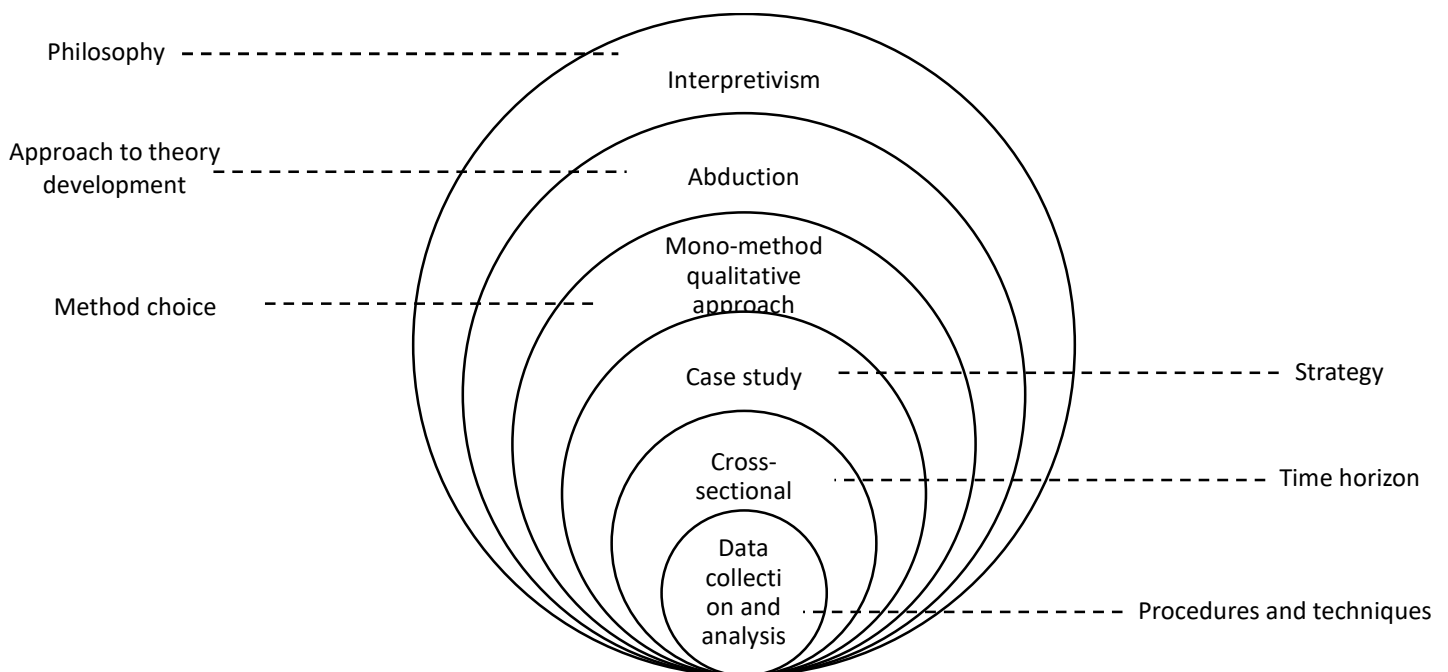 Philosophy
Interpretivism
Approach to theory
development
Abduction
Mono-method
qualitative
approach
Method choice
Case study
Strategy
Cross-
sectional
Time horizon
Data
collecti
on and
analysis
Procedures and techniques